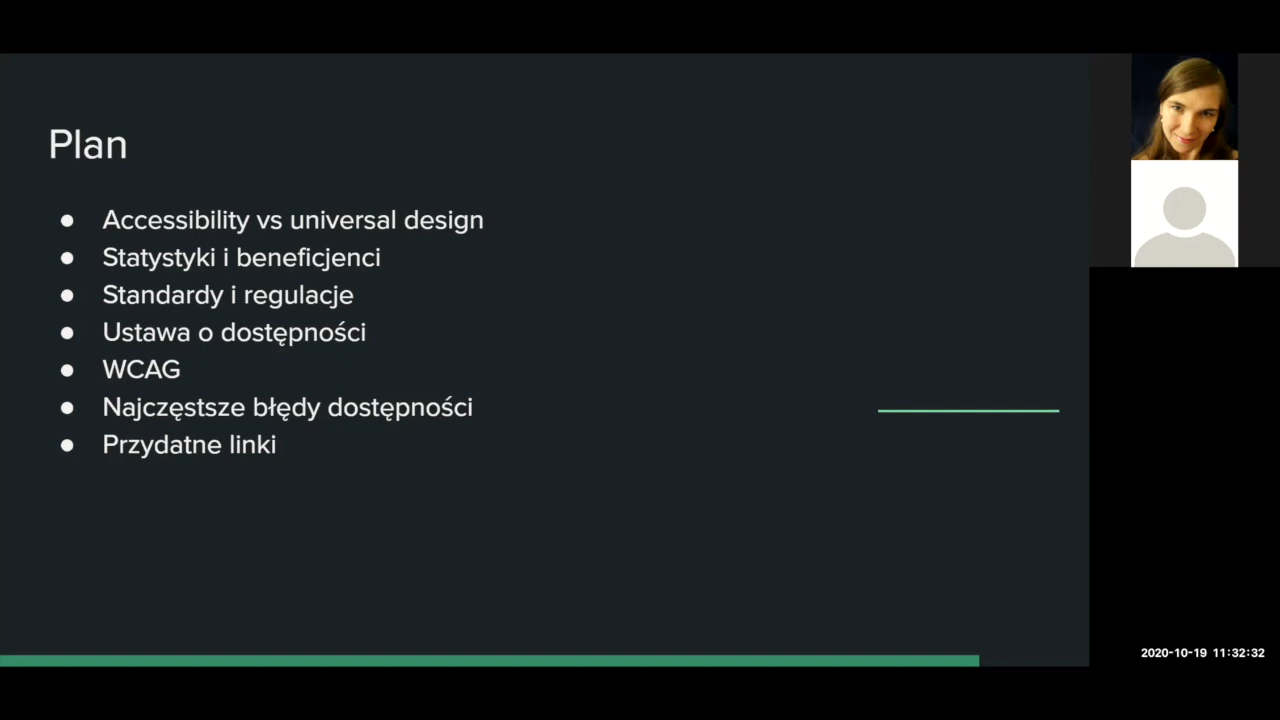 Plan
● Accessibility vs universal design
● Statystyki i beneficjenci
● Standardy i regulacje
● Ustawa o dostępności
● WCAG
● Najczęstsze błędy dostępności
● Przydatne linki
2020-10-19 11:32:32